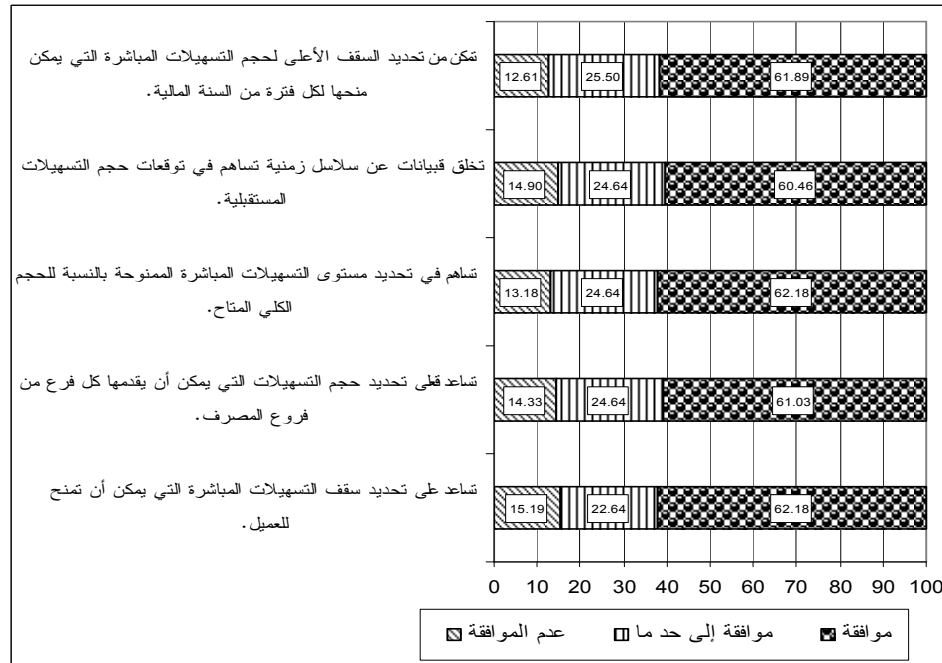 تمكن من تحديد السقف الأعلى لحجم التسهيلات المباشرة التي يمكن
منحها لكل فترة من السنة المالية.
12.61 25.50 61.89
تخلق قبيانات عن سلاسل زمنية تساهم في توقعات حجم التسهيلات
المستقبلية.
14.90 24.64 60.46
تساهم في تحديد مستوى التسهيلات المباشرة الممنوحة بالنسبة للحجم
الكلي المتاح.
13.18 24.64 62.18
تساعد قعلى تحديد حجم التسهيلات التي يمكن أن يقدمها كل فرع من
فروع المصرف.
14.33 24.64 61.03
تساعد على تحديد سقف التسهيلات المباشرة التي يمكن أن تمنح
للعميل.
15.19 22.64 62.18
0 10 20 30 40 50 60 70 80 90 100
موافقة موافقة إلى حد ما عدم الموافقة